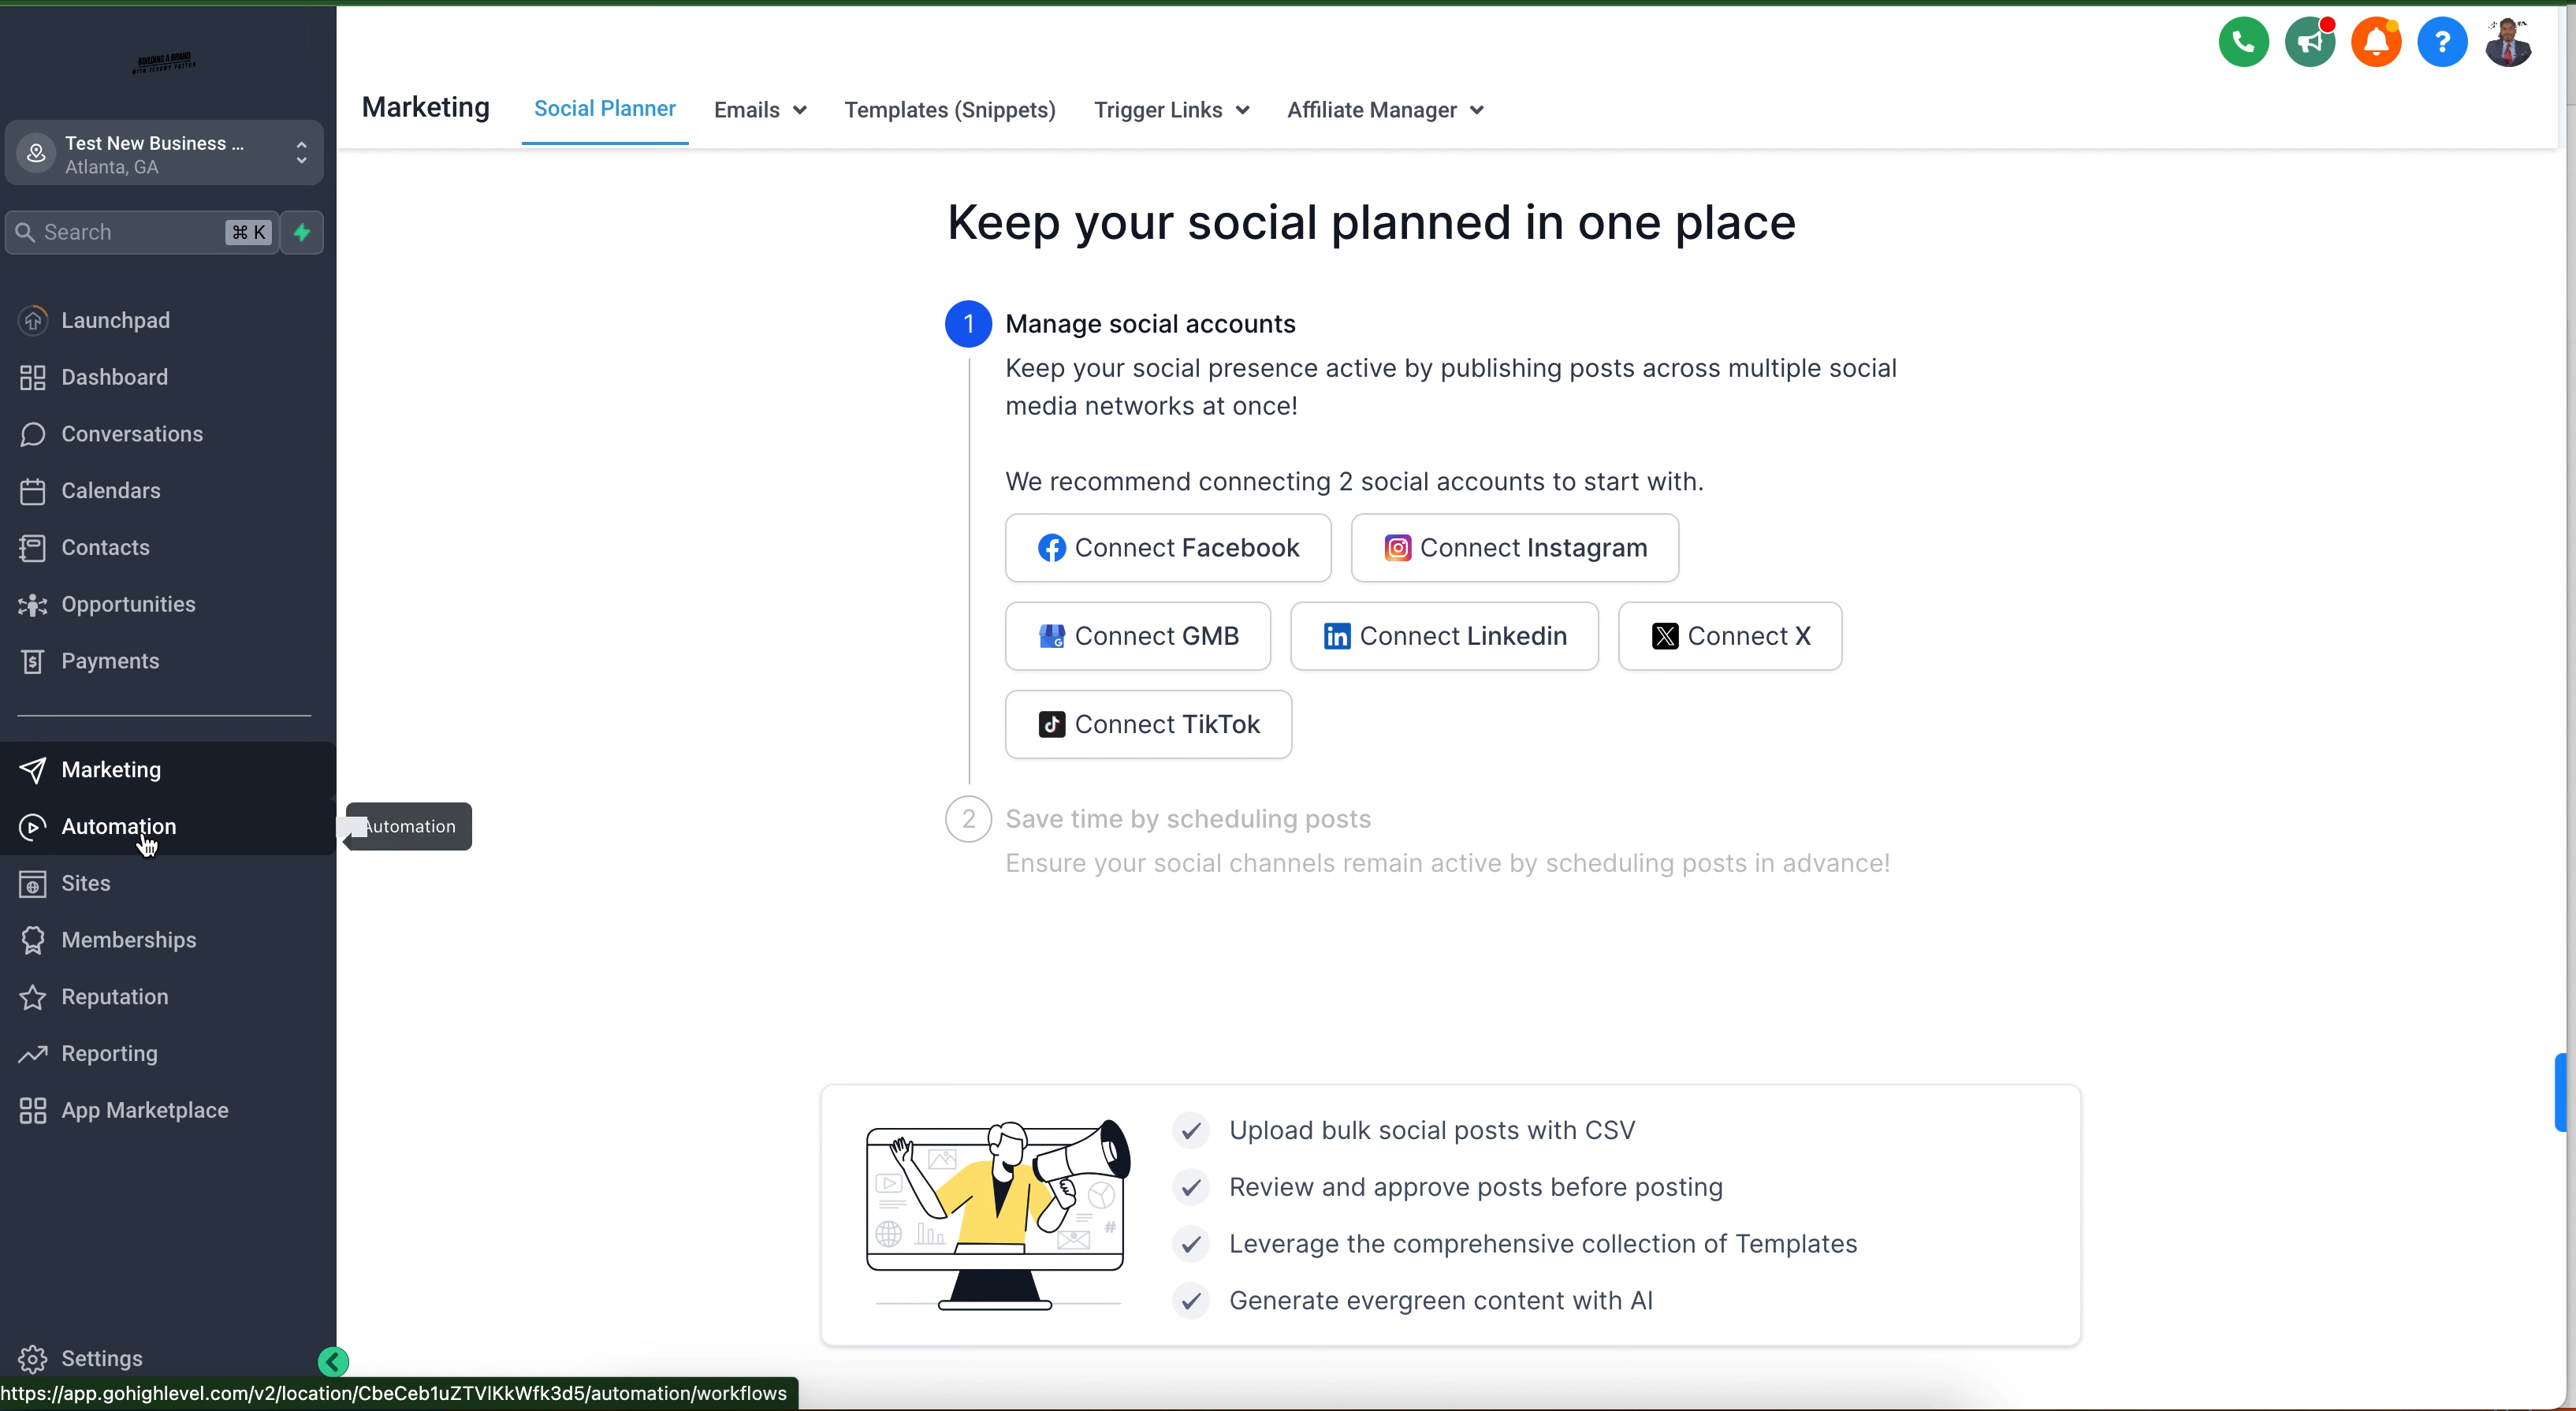 BUILDING A BRAND
WITH JEREMY PATTON
Test New Business ...
Atlanta, GA
Search ⌘ K
Launchpad
Dashboard
Conversations
Calendars
Contacts
Opportunities
Payments
Marketing
Automation
Sites
Memberships
Reputation
Reporting
App Marketplace
Settings
https://app.gohighlevel.com/v2/location/CbeCeb1uZTVlKkWfk3d5/automation/workflows
Automation
Marketing Social Planner Emails Templates (Snippets) Trigger Links Affiliate Manager
?
Keep your social planned in one place
1 Manage social accounts
Keep your social presence active by publishing posts across multiple social
media networks at once!
We recommend connecting 2 social accounts to start with.
Connect Facebook Connect Instagram
Connect GMB Connect Linkedin Connect X
Connect TikTok
2 Save time by scheduling posts
Ensure your social channels remain active by scheduling posts in advance!
#
Upload bulk social posts with CSV
Review and approve posts before posting
Leverage the comprehensive collection of Templates
Generate evergreen content with AI